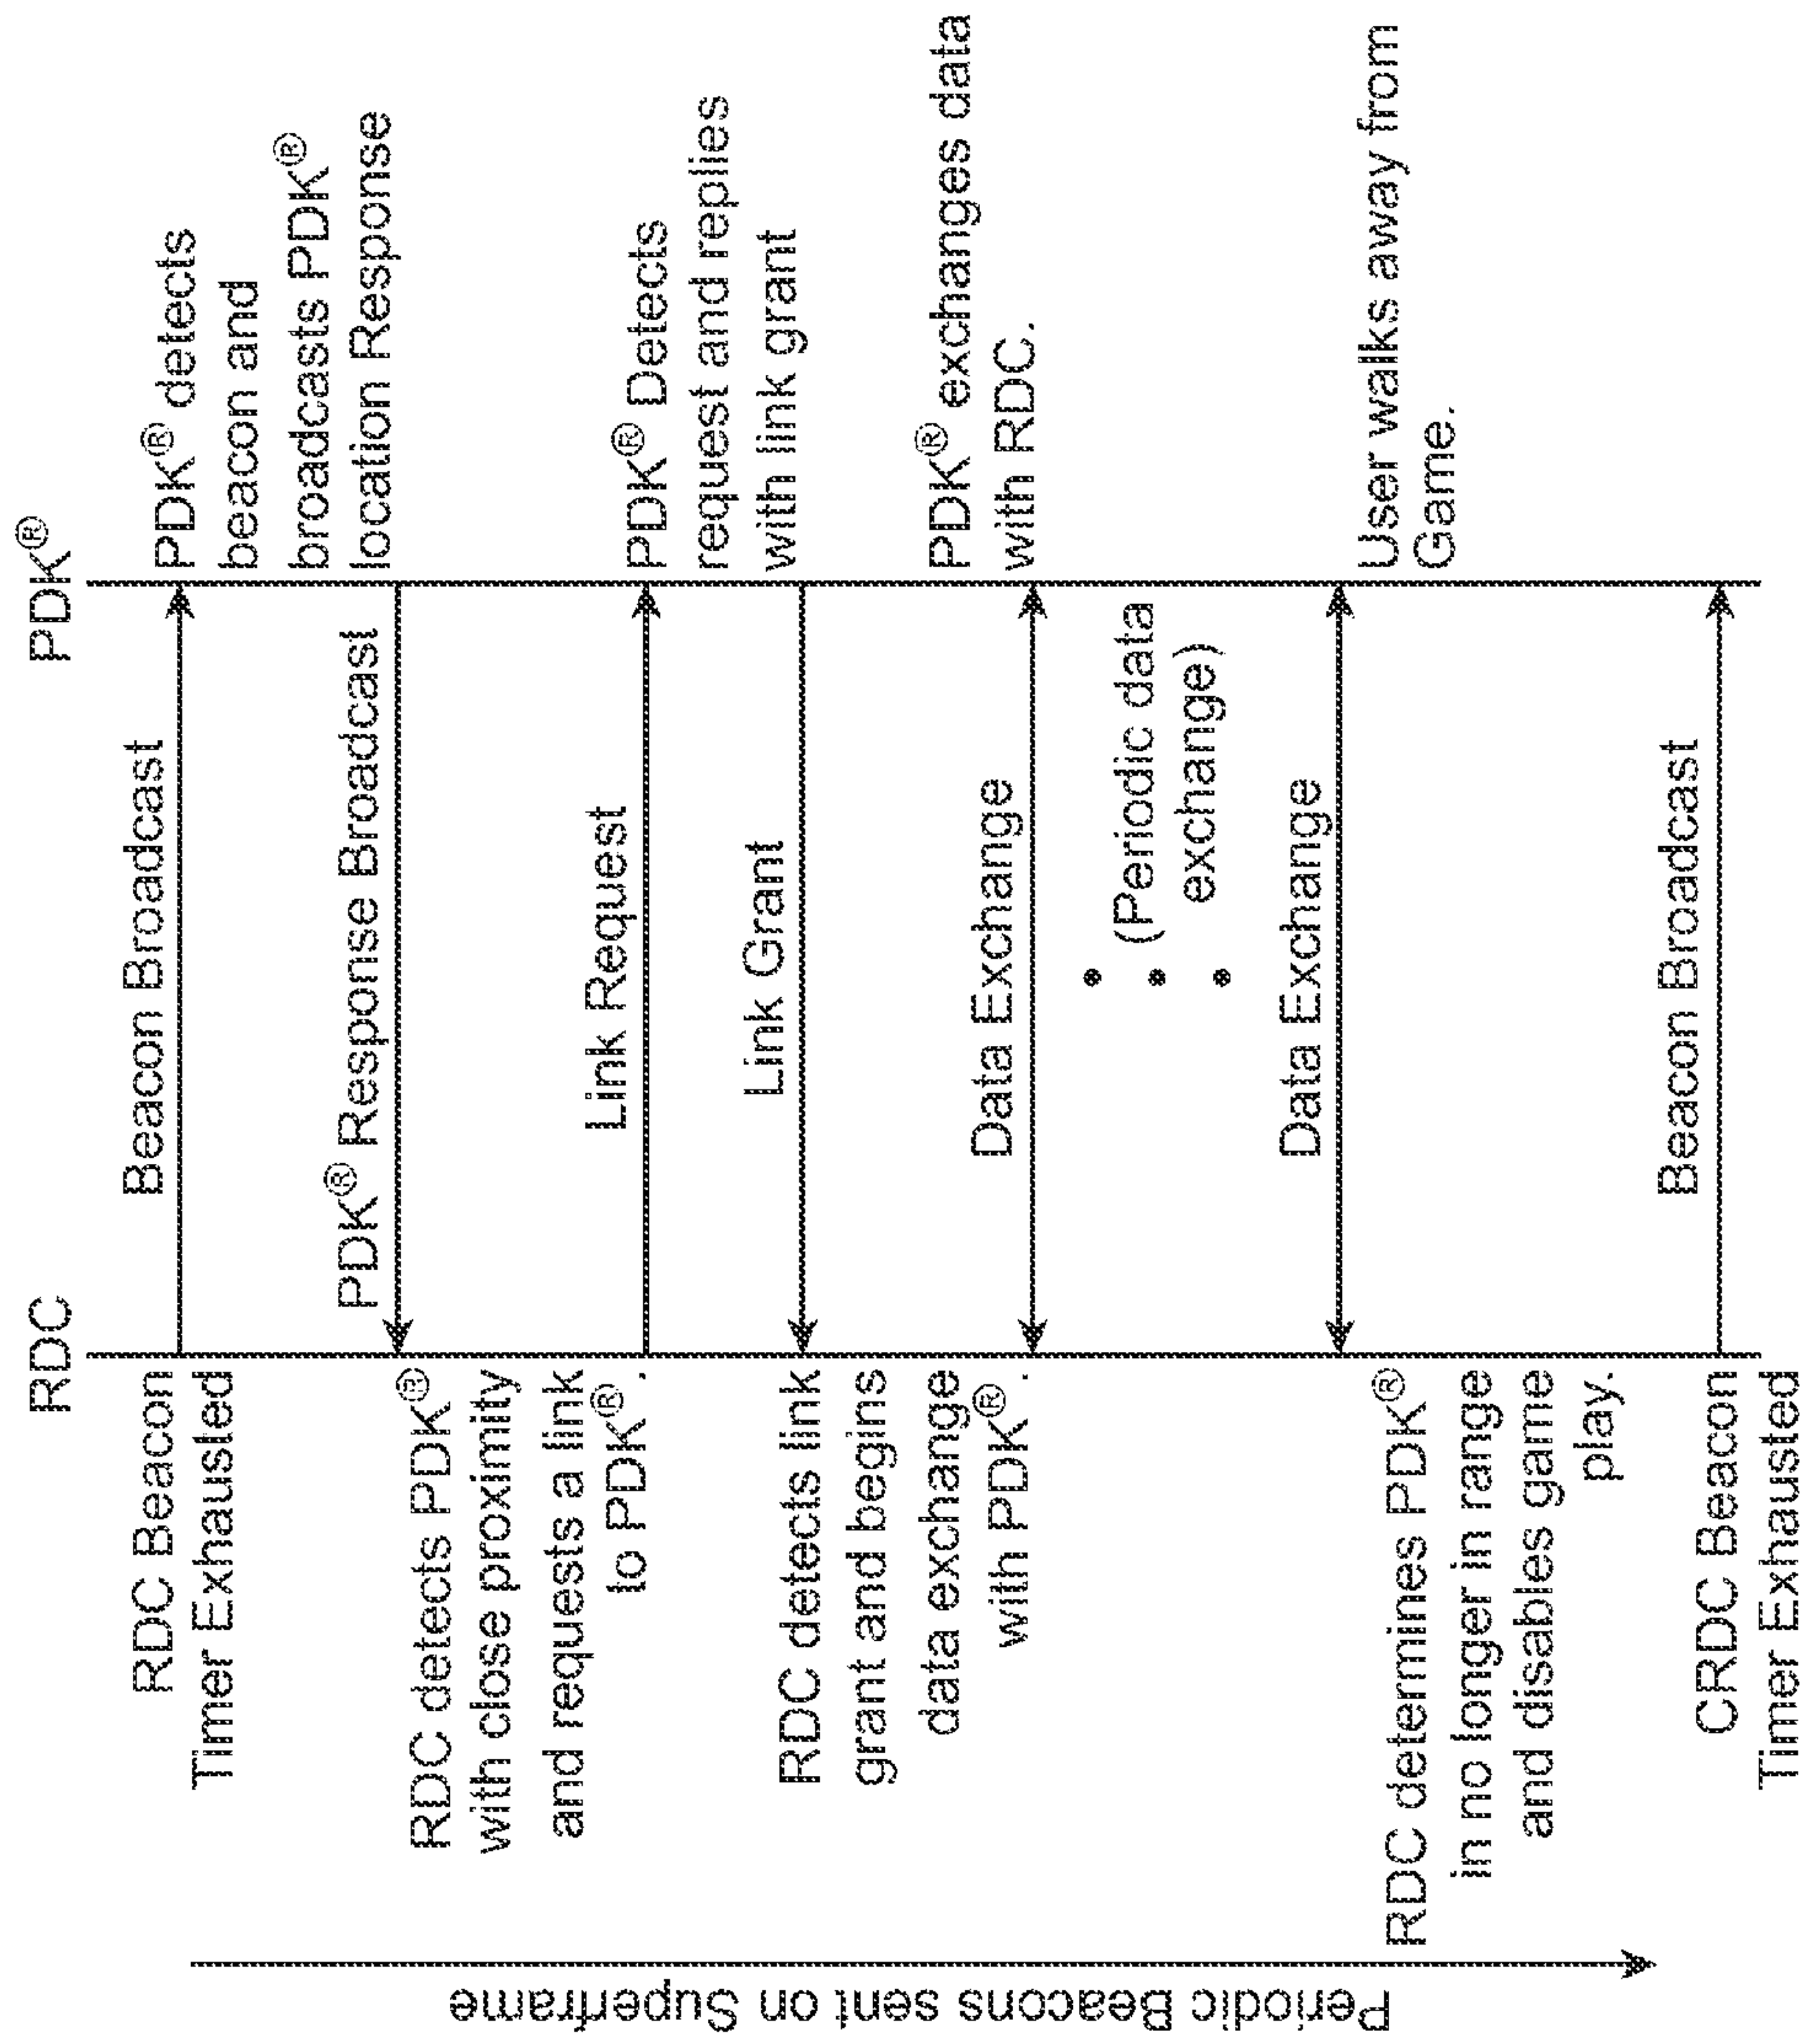 RDC
PDK®
RDC Beacon
Timer Exhausted
Beacon Broadcast
PDK® detects
beacon and
broadcasts PDK®
location Response
PDK® Response Broadcast
RDC detects PDK®
with close proximity
and requests a link
to PDK®.
Link Request
PDK® Detects
request and replies
with link grant
Link Grant
RDC detects link
grant and begins
data exchange
with PDK®.
Data Exchange
PDK® exchanges data
with RDC.
(Periodic data
exchange)
Data Exchange
User walks away from
Game.
RDC determines PDK®
in no longer in range
and disables game
play.
Beacon Broadcast
CRDC Beacon
Timer Exhausted
Periodic Beacons sent on Superframe